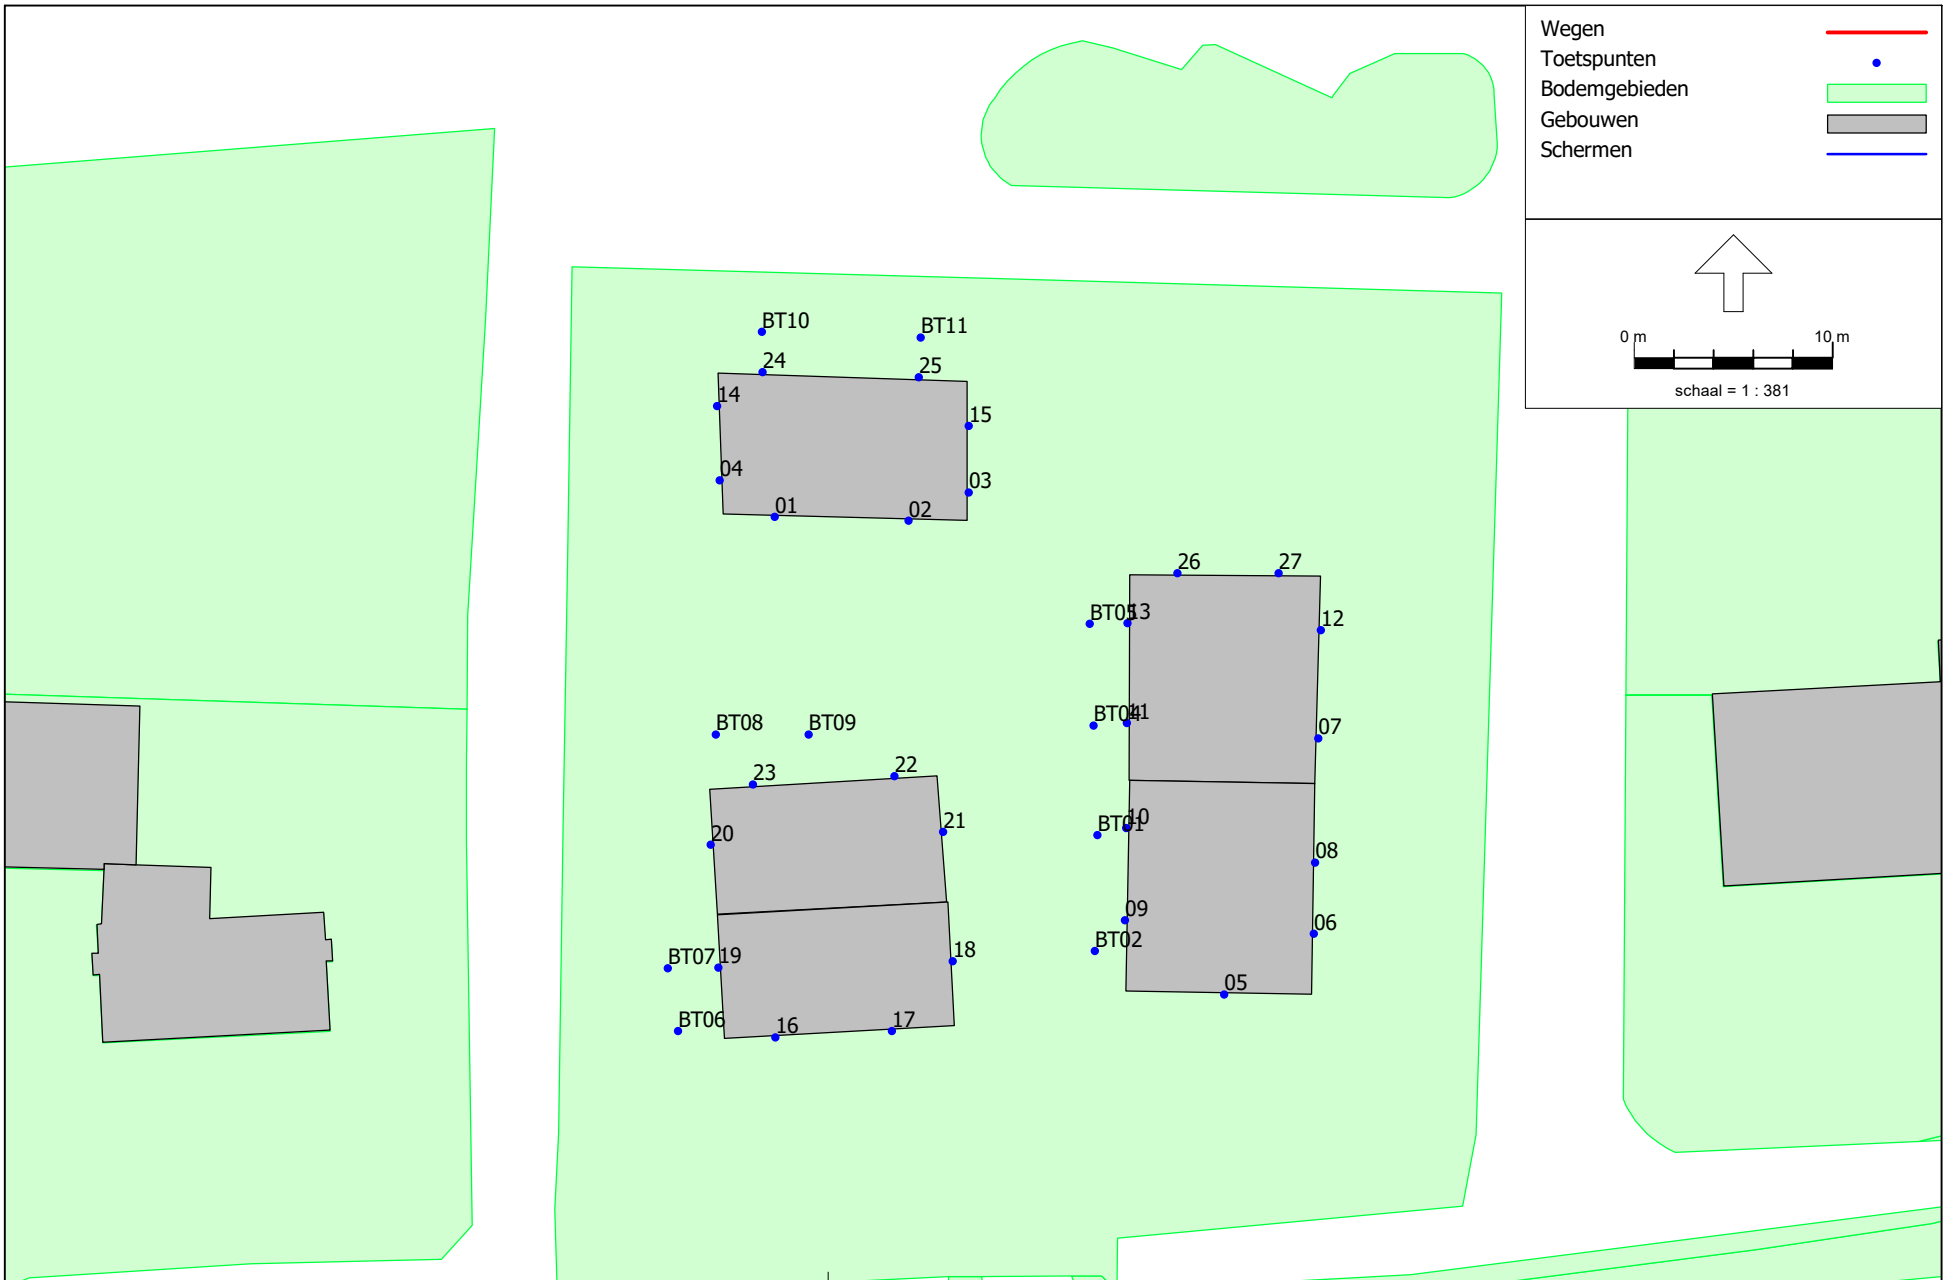 Wegen
Toetspunten
Bodemgebieden
Gebouwen
Schermen
0 m 10 m
schaal = 1 : 381
BT10 BT11
24 25
14 15
04 03
01 02
26 27
BT05 13 12
BT04 11 07
BT08 BT09
23 22
20 21 BT01 10
08
09 06
BT02
BT07 19 18
05
BT06 16 17